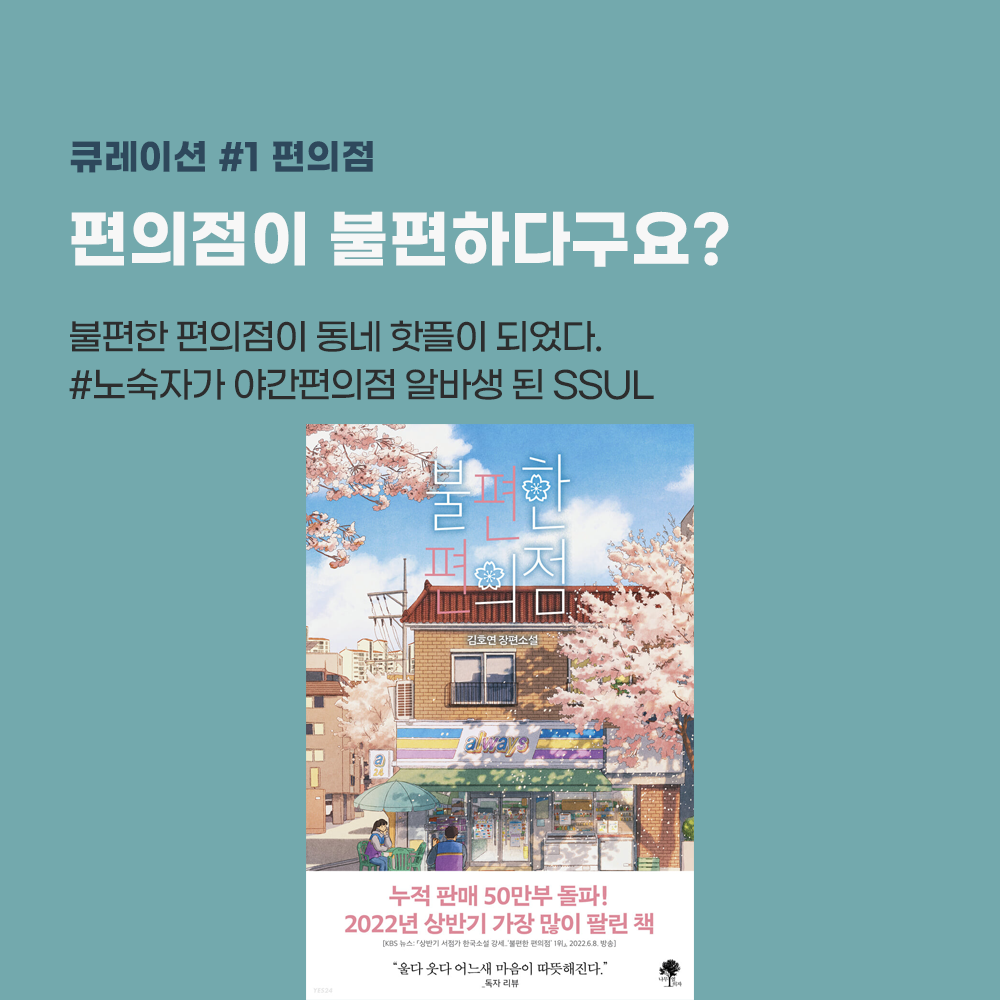 큐레이션 #1 편의점
편의점이 불편하다구요?
불편한 편의점이 동네 핫플이 되었다.
#노숙자가 야간편의점 알바생 된 SSUL
불편한
편의점
김호연 장편소설
always
a
24
누적 판매 50만부 돌파!
2022년 상반기 가장 많이 팔린 책
[KBS 뉴스: 「상반기 서점가 한국소설 강세..‘불편한 편의점’ 1위」, 2022.6.8. 방송]
“울다 웃다 어느새 마음이 따뜻해진다.”
_독자 리뷰
나무옆의자
YES24